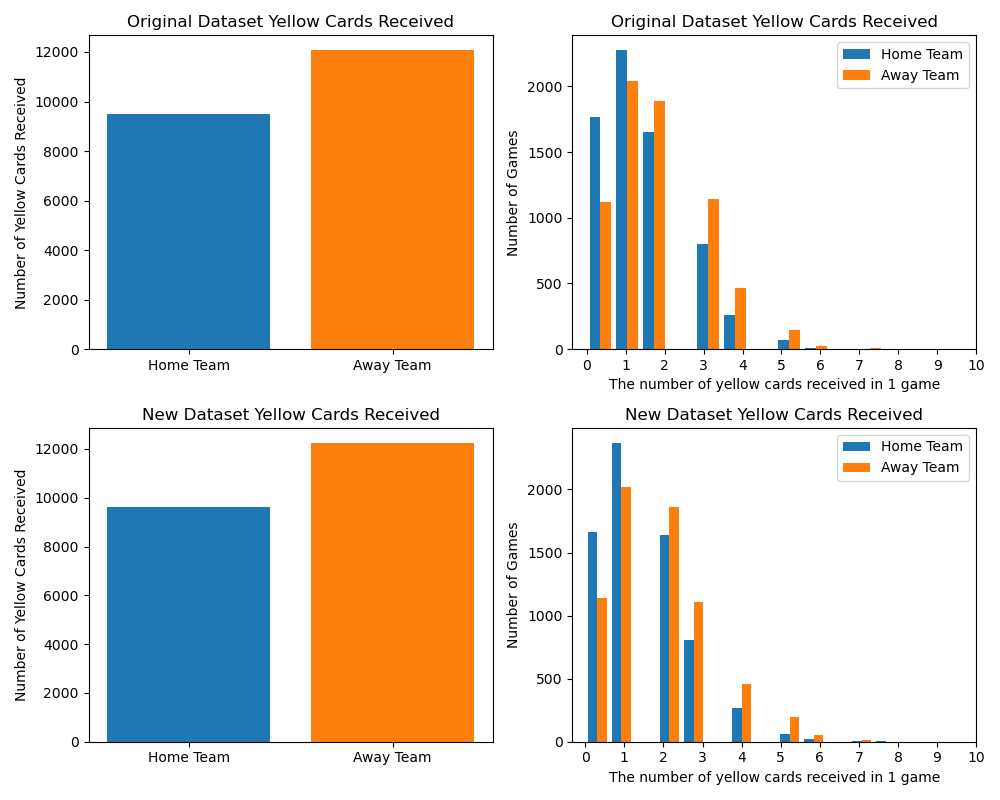 Original Dataset Yellow Cards Received
Number of Yellow Cards Received
12000
10000
8000
6000
4000
2000
0
Home Team Away Team
Original Dataset Yellow Cards Received
Number of Games
2000
1500
1000
500
0
Home Team
Away Team
0 1 2 3 4 5 6 7 8 9 10
The number of yellow cards received in 1 game
New Dataset Yellow Cards Received
Number of Yellow Cards Received
12000
10000
8000
6000
4000
2000
0
Home Team Away Team
New Dataset Yellow Cards Received
Number of Games
2000
1500
1000
500
0
Home Team
Away Team
0 1 2 3 4 5 6 7 8 9 10
The number of yellow cards received in 1 game